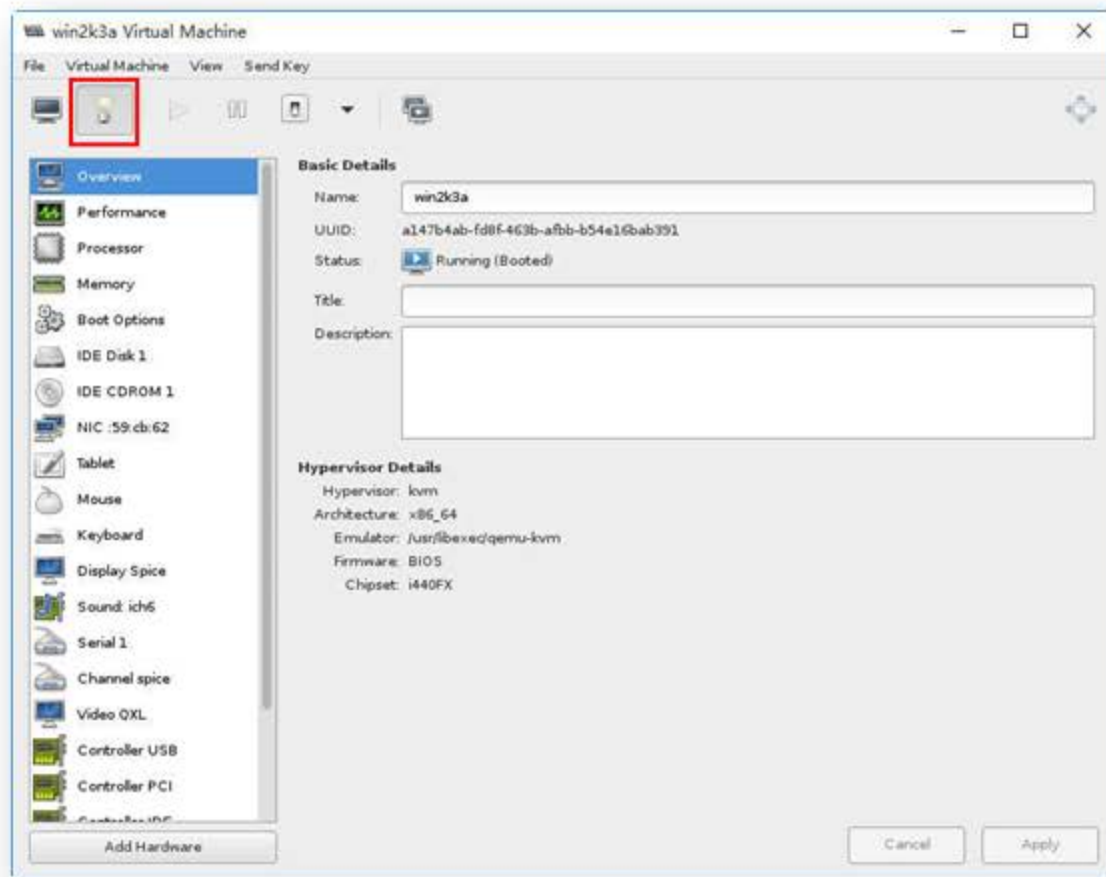 win2k3a Virtual Machine
File Virtual Machine View Send Key
Overview
Performance
Processor
Memory
Boot Options
IDE Disk 1
IDE CDROM 1
NIC :59:cb:62
Tablet
Mouse
Keyboard
Display Spice
Sound: ich6
Serial 1
Channel spice
Video QXL
Controller USB
Controller PCI
Controller IDE
Add Hardware
Basic Details
Name: win2k3a
UUID: a147b4ab-fd8f-463b-afbb-b54e16bab391
Status: Running (Booted)
Title:
Description:
Hypervisor Details
Hypervisor: kvm
Architecture: x86_64
Emulator: /usr/libexec/qemu-kvm
Firmware: BIOS
Chipset: i440FX
Cancel Apply